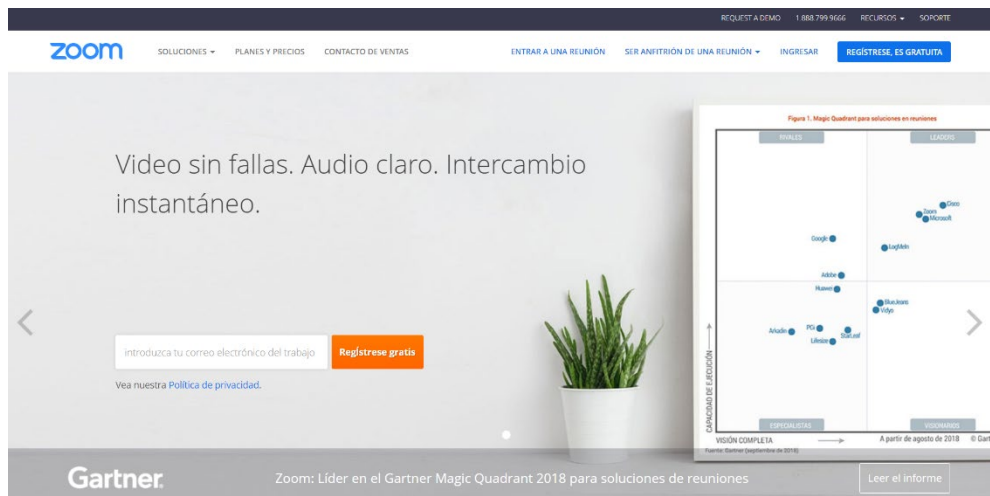 REQUEST A DEMO 1.888.799.9666 RECURSOS SOPORTE
zoom SOLUCIONES PLANES Y PRECIOS CONTACTO DE VENTAS ENTRAR A UNA REUNIÓN SER ANFITRIÓN DE UNA REUNIÓN INGRESAR REGÍSTRESE, ES GRATUITA
Video sin fallas. Audio claro. Intercambio
instantáneo.
introduzca tu correo electrónico del trabajo Regístrese gratis
Vea nuestra Política de privacidad.
Figura 1. Magic Quadrant para soluciones en reuniones
RIVALES LEADERS
Cisco
Zoom
Microsoft
Google
LogMeIn
Adobe
Huawei
BlueJeans
Vidyo
Arkadin PGi StarLeaf
Lifesize
CAPACIDAD DE EJECUCIÓN
ESPECIALISTAS VISIONARIOS
VISIÓN COMPLETA A partir de agosto de 2018 © Gart
Fuente: Gartner (septiembre de 2018)
Gartner. Zoom: Líder en el Gartner Magic Quadrant 2018 para soluciones de reuniones Leer el informe